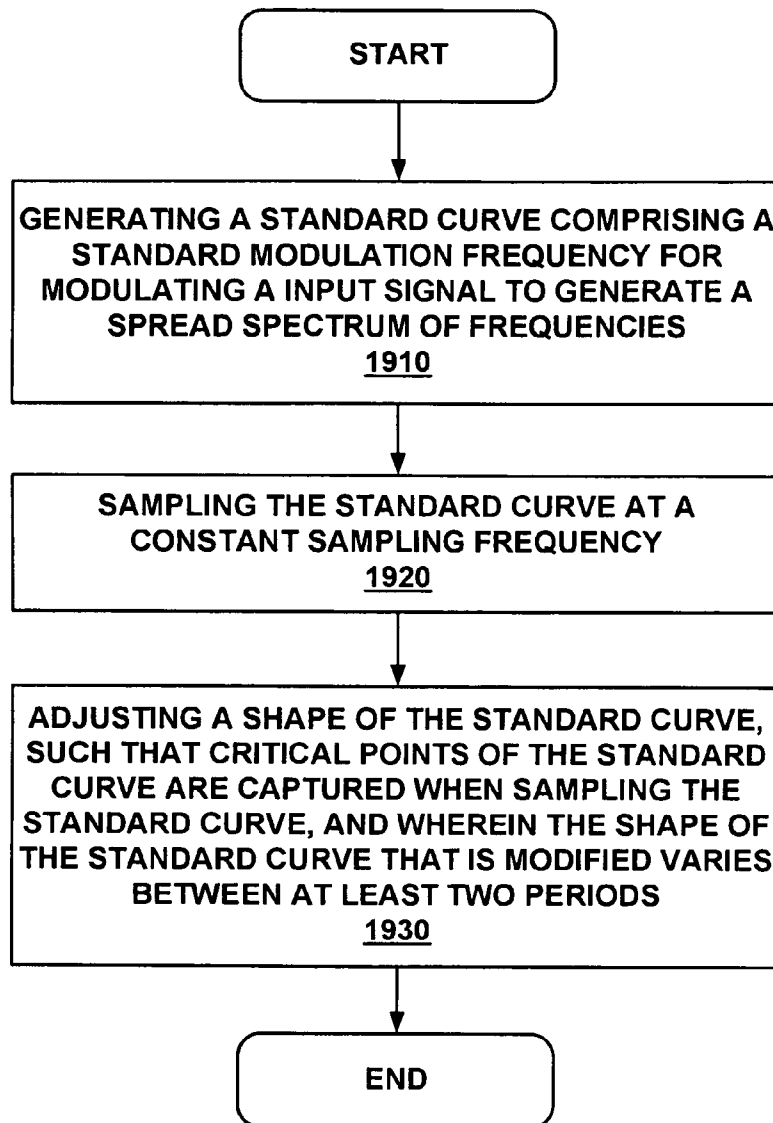 START
GENERATING A STANDARD CURVE COMPRISING A
STANDARD MODULATION FREQUENCY FOR
MODULATING A INPUT SIGNAL TO GENERATE A
SPREAD SPECTRUM OF FREQUENCIES
1910
SAMPLING THE STANDARD CURVE AT A
CONSTANT SAMPLING FREQUENCY
1920
ADJUSTING A SHAPE OF THE STANDARD CURVE,
SUCH THAT CRITICAL POINTS OF THE STANDARD
CURVE ARE CAPTURED WHEN SAMPLING THE
STANDARD CURVE, AND WHEREIN THE SHAPE OF
THE STANDARD CURVE THAT IS MODIFIED VARIES
BETWEEN AT LEAST TWO PERIODS
1930
END